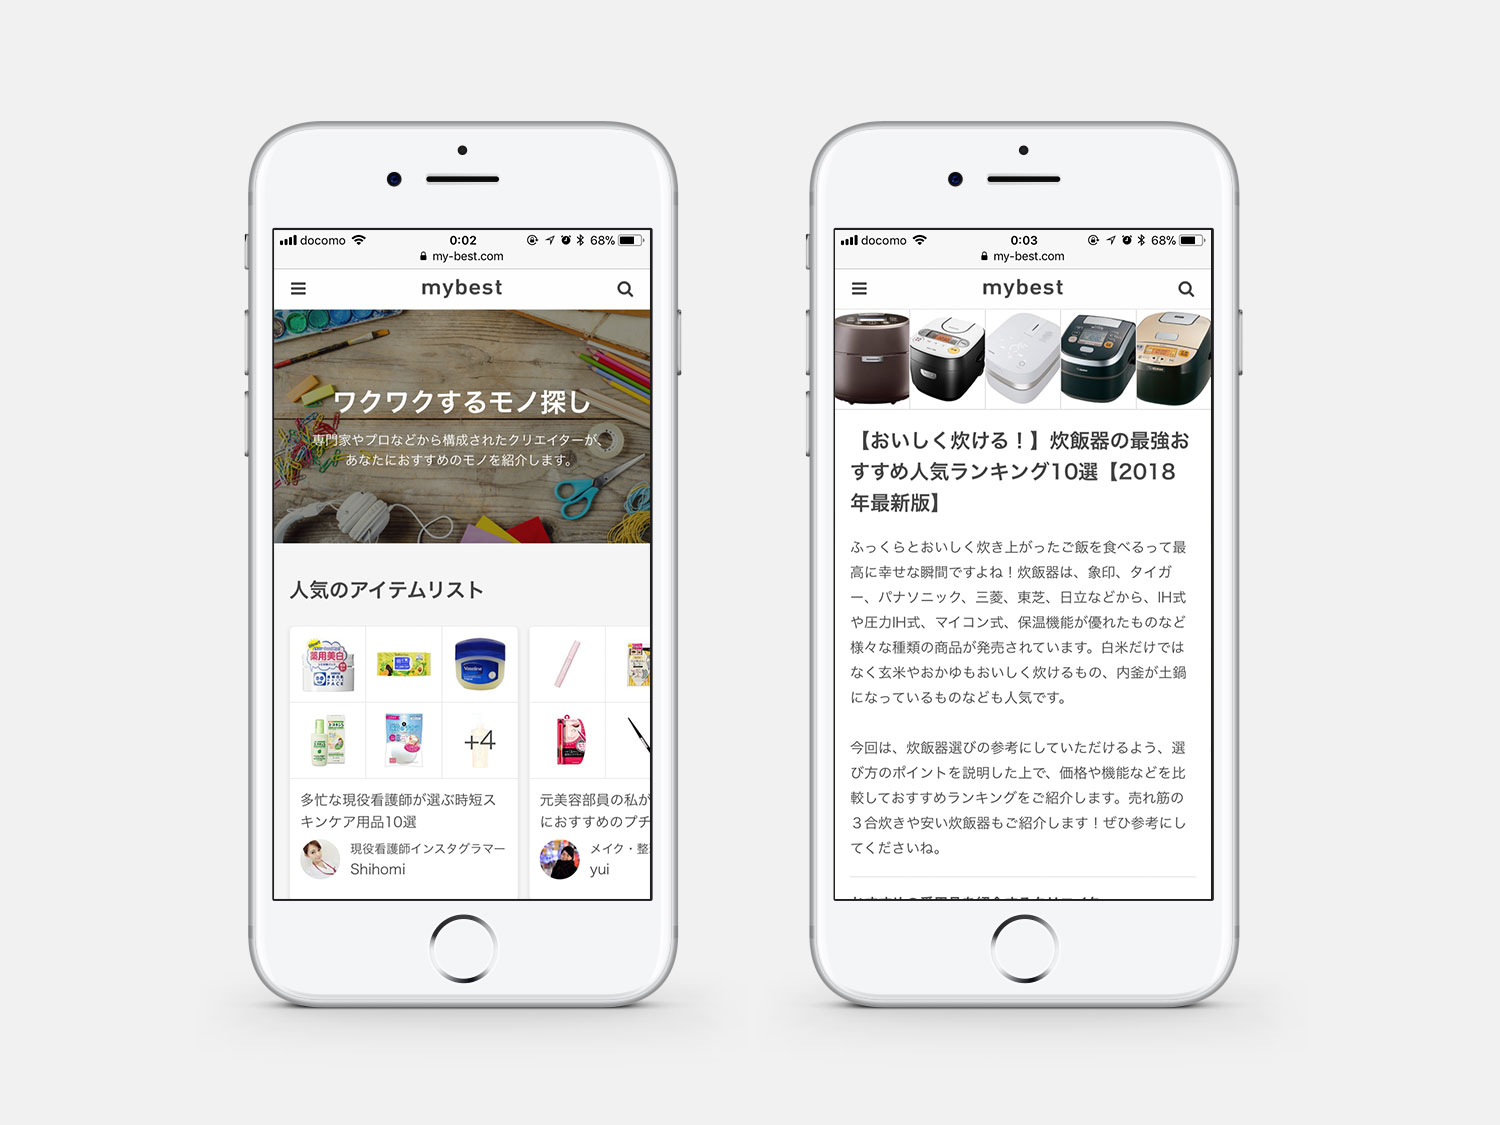 docomo 0:02 68%
my-best.com
mybest
ワクワクするモノ探し
専門家やプロなどから構成されたクリエイターが、
あなたにおすすめのモノを紹介します。
人気のアイテムリスト
薬用美白
Vaseline
+4
多忙な現役看護師が選ぶ時短ス
キンケア用品10選
現役看護師インスタグラマー
Shihomi
元美容部員の私が
におすすめのプチ
メイク・整
yui
docomo 0:03 68%
my-best.com
mybest
【おいしく炊ける！】炊飯器の最強お
すすめ人気ランキング10選【2018
年最新版】
ふっくらとおいしく炊き上がったご飯を食べるって最
高に幸せな瞬間ですよね！炊飯器は、象印、タイガ
ー、パナソニック、三菱、東芝、日立などから、IH式
や圧力IH式、マイコン式、保温機能が優れたものなど
様々な種類の商品が発売されています。白米だけでは
なく玄米やおかゆもおいしく炊けるもの、内釜が土鍋
になっているものなども人気です。
今回は、炊飯器選びの参考にしていただけるよう、選
び方のポイントを説明した上で、価格や機能などを比
較しておすすめランキングをご紹介します。売れ筋の
３合炊きや安い炊飯器もご紹介します！ぜひ参考にし
てくださいね。